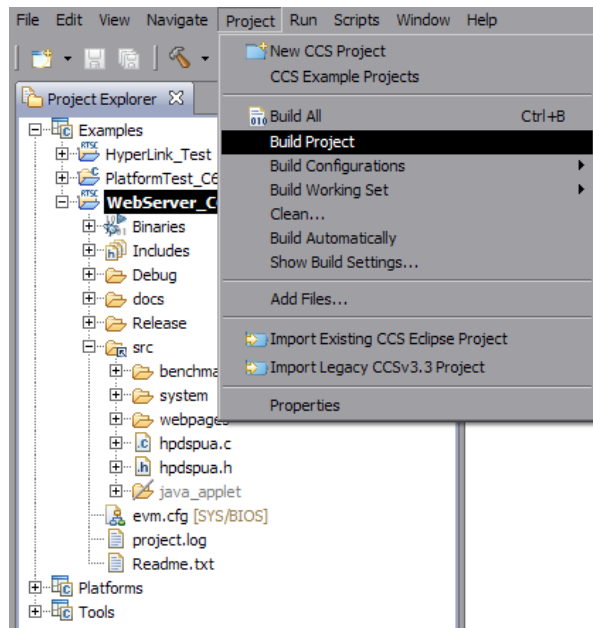 File Edit View Navigate Project Run Scripts Window Help
New CCS Project
CCS Example Projects
Build All Ctrl+B
Build Project
Build Configurations
Build Working Set
Clean...
Build Automatically
Show Build Settings...
Add Files...
Import Existing CCS Eclipse Project
Import Legacy CCSv3.3 Project
Properties
Project Explorer
Examples
HyperLink_Test
PlatformTest_C6
WebServer_C
Binaries
Includes
Debug
docs
Release
src
benchma
system
webpages
hpdspua.c
hpdspua.h
java_applet
evm.cfg [SYS/BIOS]
project.log
Readme.txt
Platforms
Tools